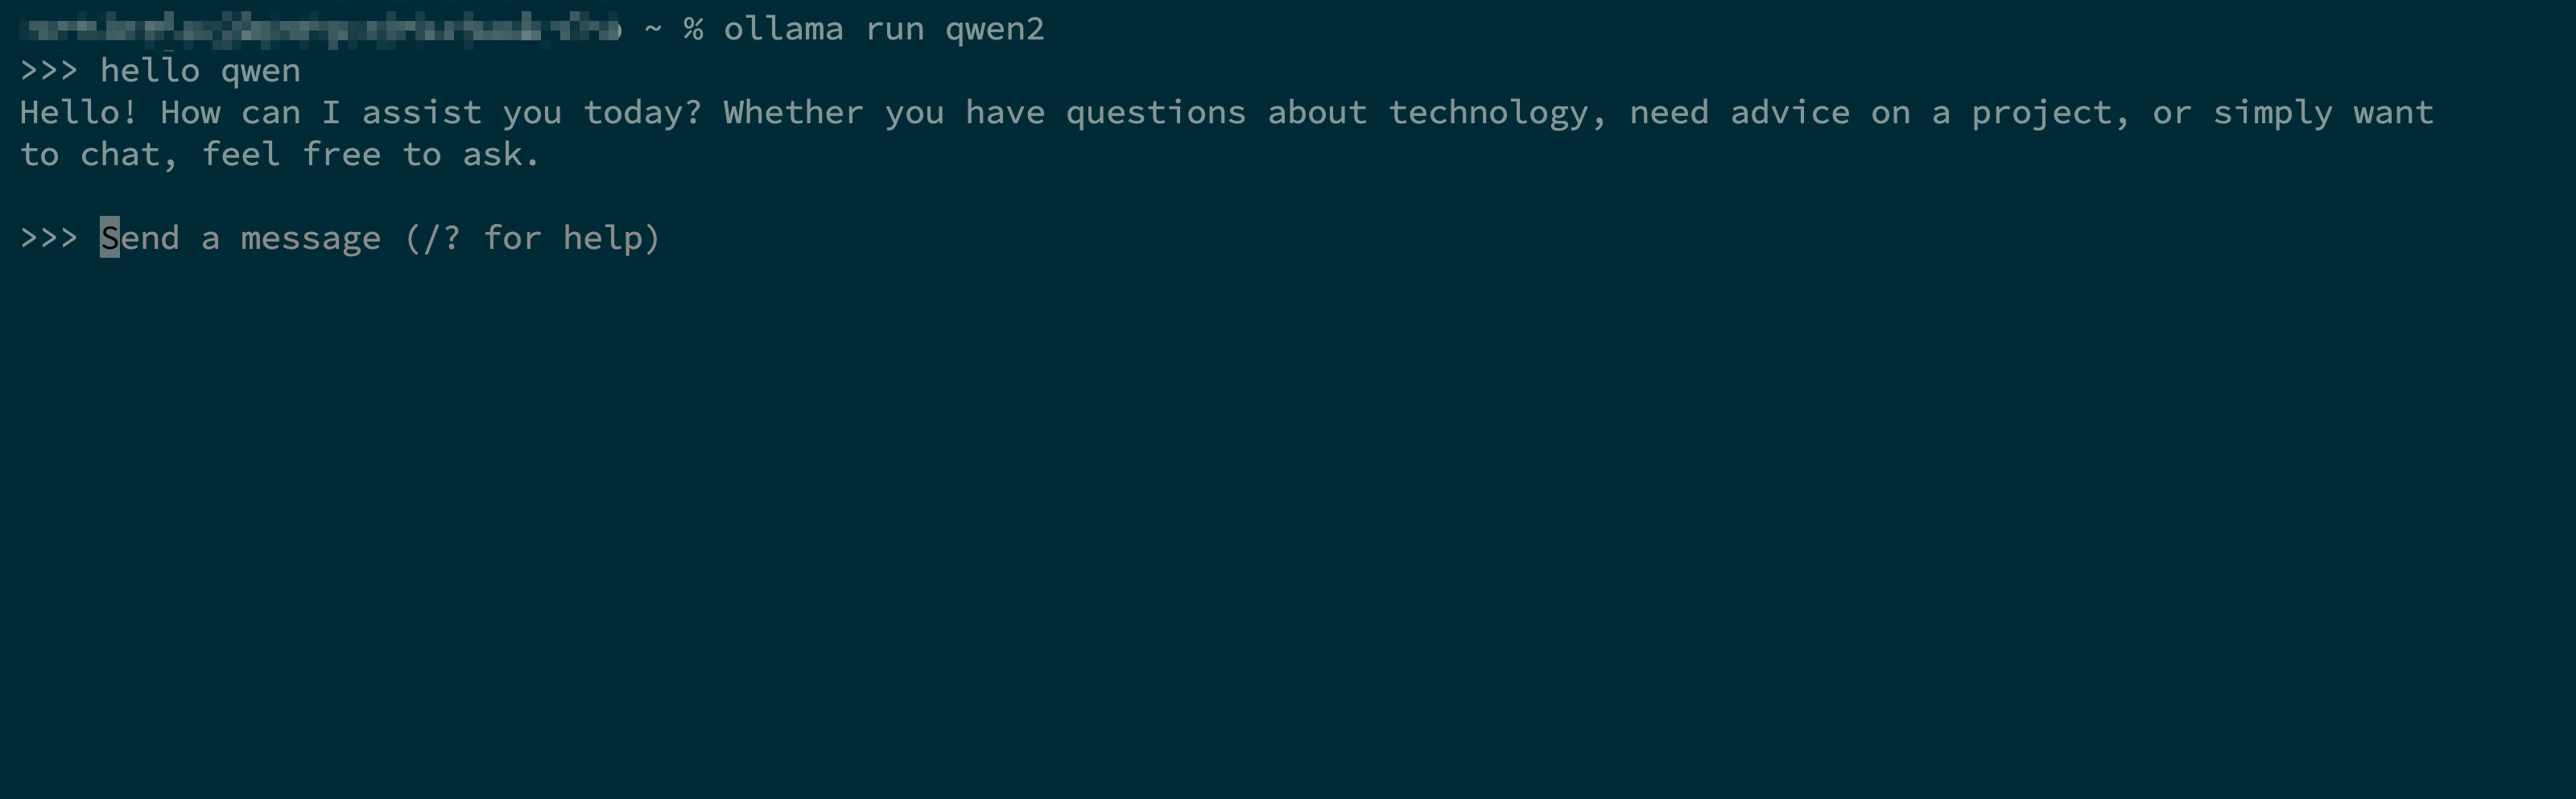 ~ % ollama run qwen2
>>> hello qwen
Hello! How can I assist you today? Whether you have questions about technology, need advice on a project, or simply want
to chat, feel free to ask.
>>> Send a message (/? for help)